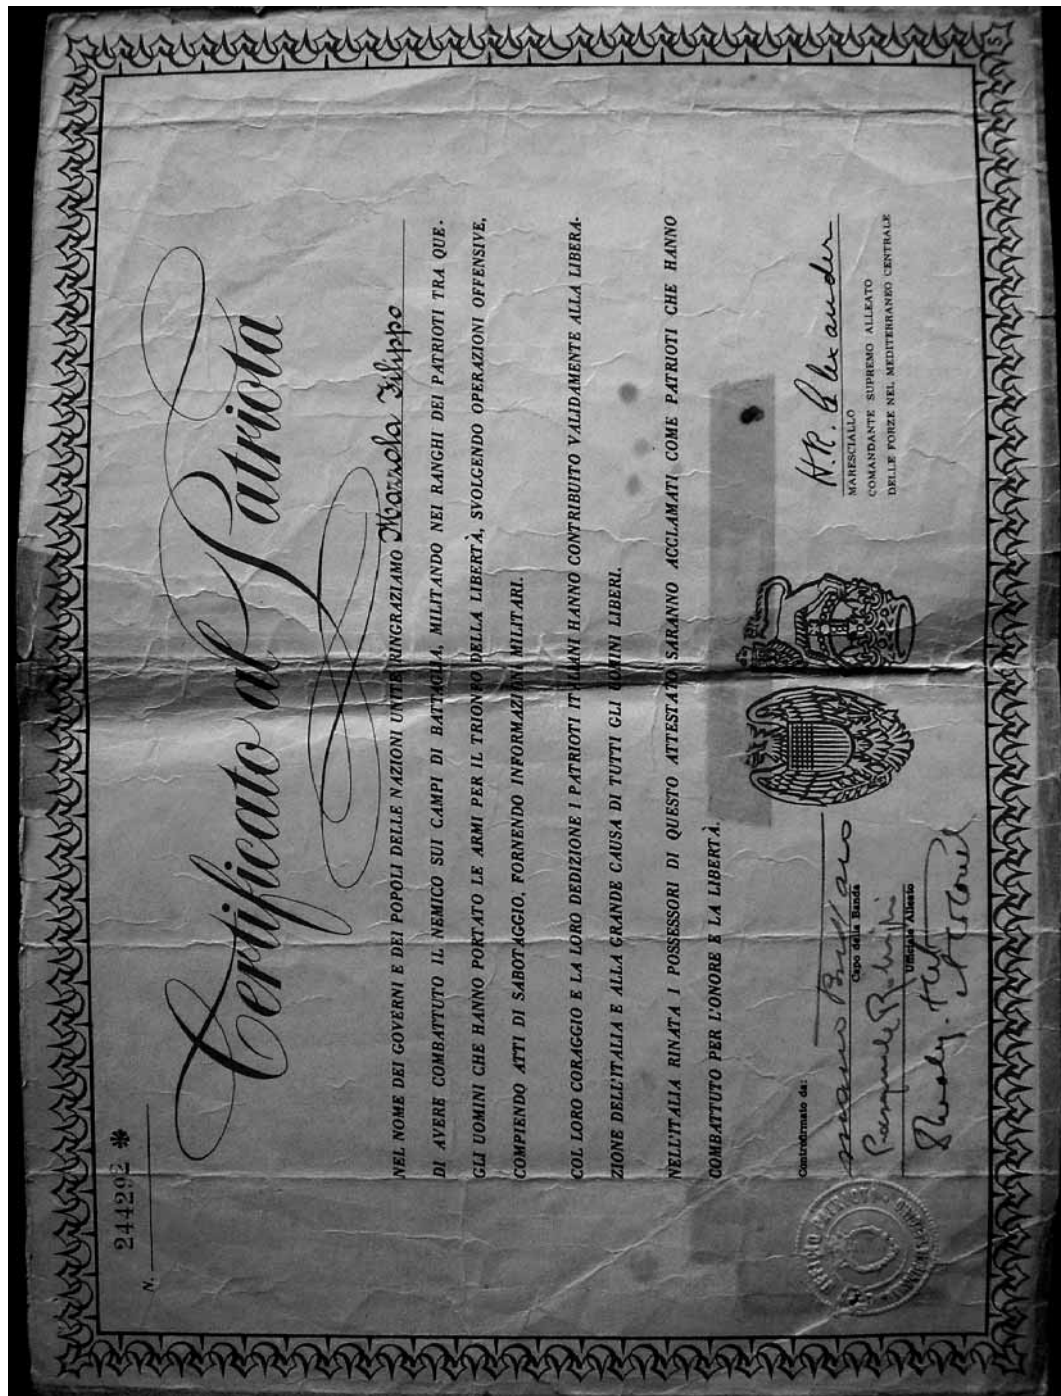 N. 244292 *
Certificato al Patriota
NEL NOME DEI GOVERNI E DEI POPOLI DELLE NAZIONI UNITE, RINGRAZIAMO Marzola Filippo
DI AVERE COMBATTUTO IL NEMICO SUI CAMPI DI BATTAGLIA, MILITANDO NEI RANGHI DEI PATRIOTI TRA QUE-
GLI UOMINI CHE HANNO PORTATO LE ARMI PER IL TRIONFO DELLA LIBERTÀ, SVOLGENDO OPERAZIONI OFFENSIVE,
COMPIENDO ATTI DI SABOTAGGIO, FORNENDO INFORMAZIONI MILITARI.
COL LORO CORAGGIO E LA LORO DEDIZIONE I PATRIOTI ITALIANI HANNO CONTRIBUITO VALIDAMENTE ALLA LIBERA-
ZIONE DELL'ITALIA E ALLA GRANDE CAUSA DI TUTTI GLI UOMINI LIBERI.
NELL'ITALIA RINATA I POSSESSORI DI QUESTO ATTESTATO SARANNO ACCLAMATI COME PATRIOTI CHE HANNO
COMBATTUTO PER L'ONORE E LA LIBERTÀ.
Controfirmato da:
Capo della Banda
Ufficiale Alleato
H.R. Alexander
MARESCIALLO
COMANDANTE SUPREMO ALLEATO
DELLE FORZE NEL MEDITERRANEO CENTRALE